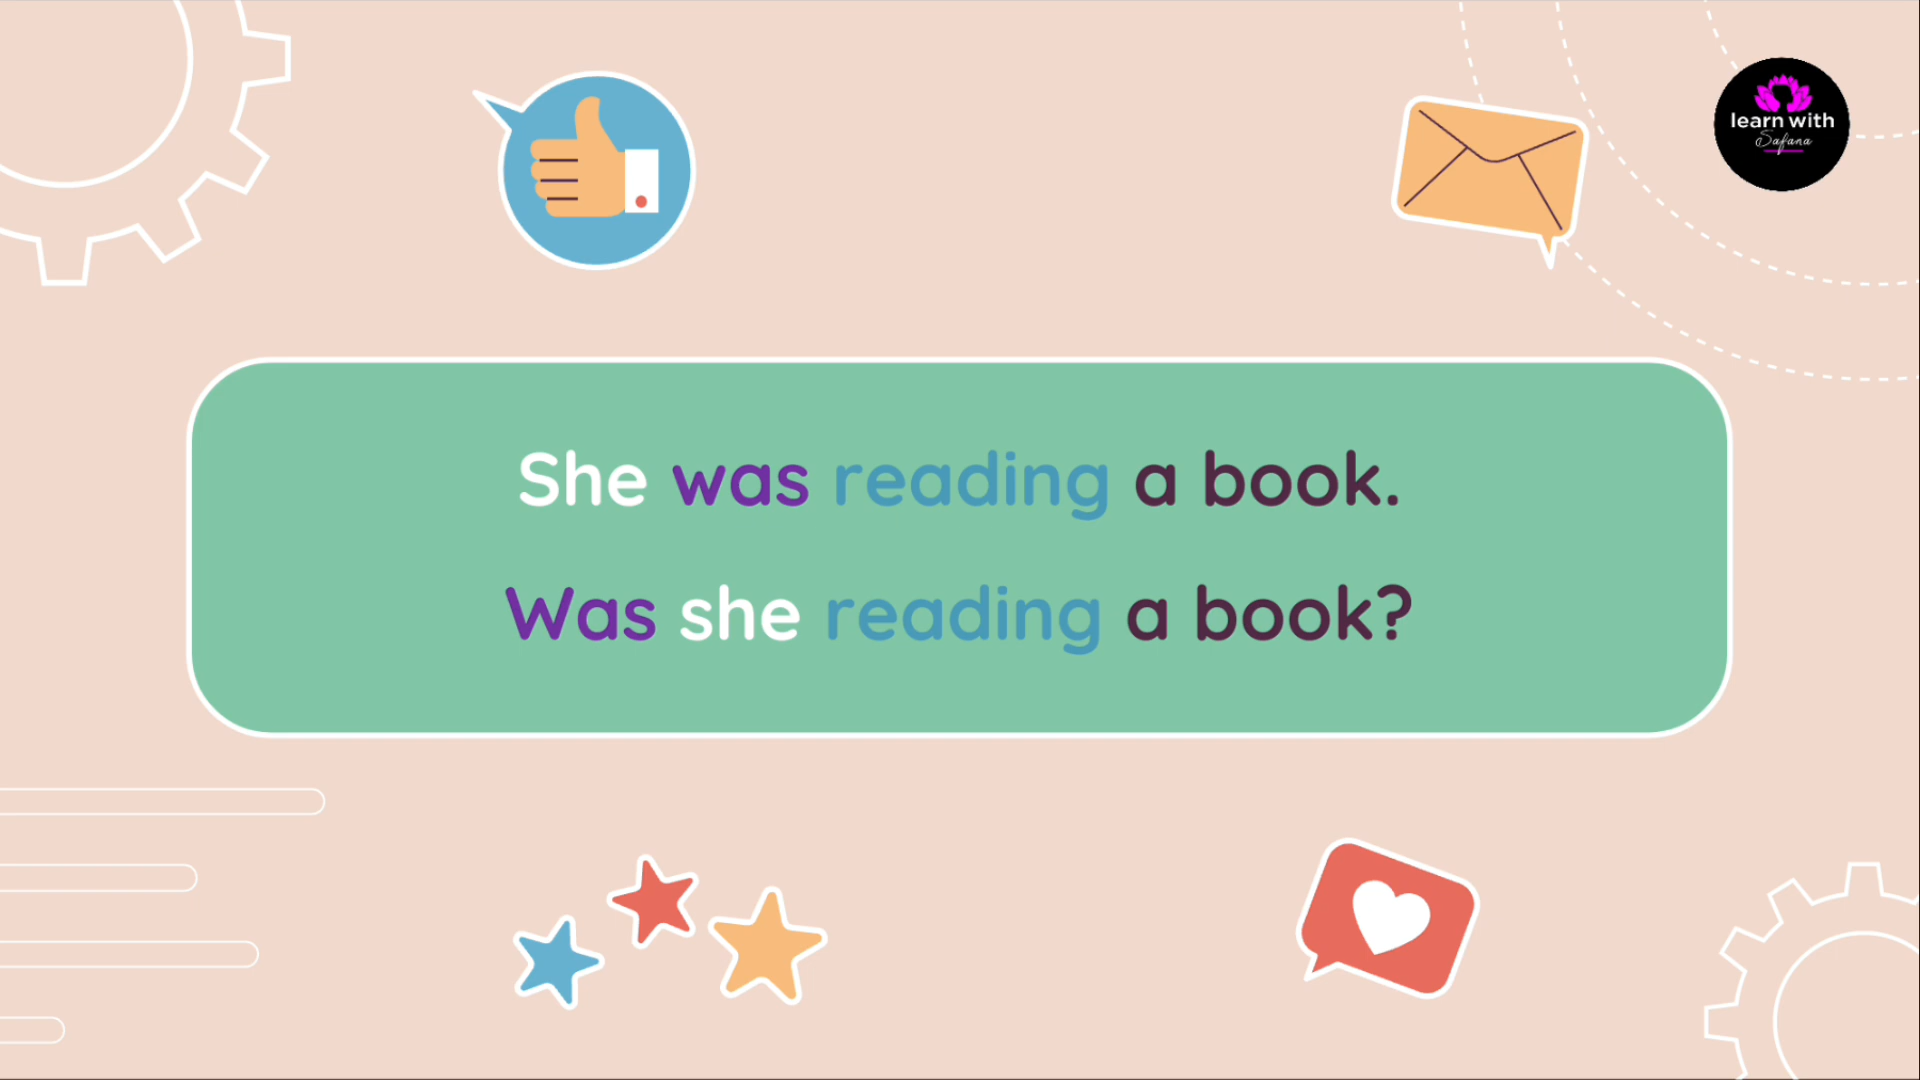 learn with
Safana
She was reading a book.
Was she reading a book?